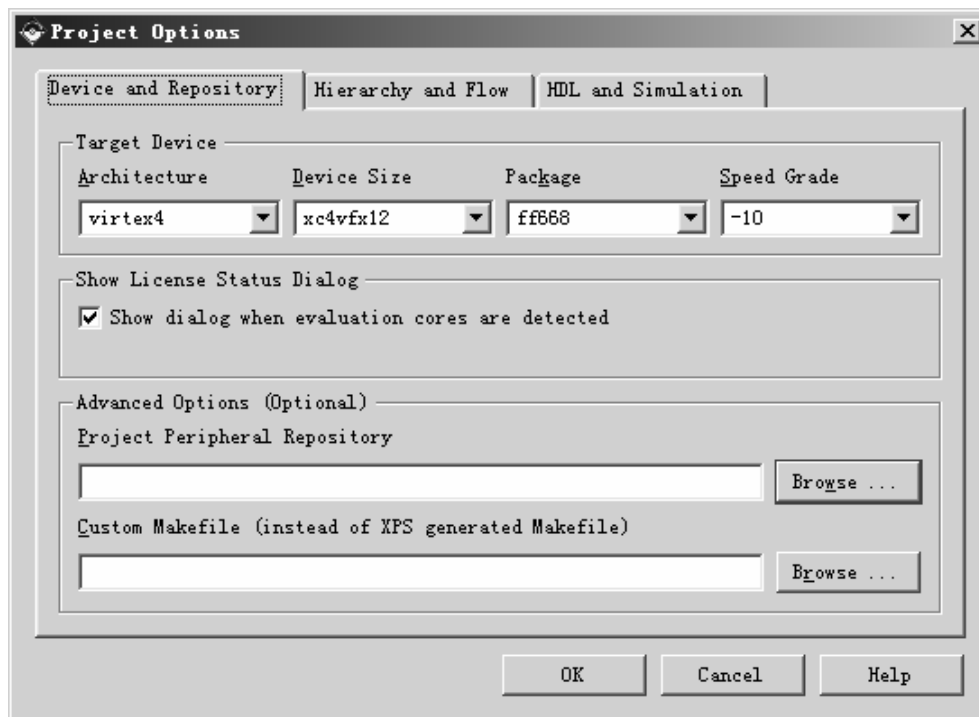 Project Options
Device and Repository Hierarchy and Flow HDL and Simulation
Target Device
Architecture Device Size Package Speed Grade
virtex4 xc4vfx12 ff668 -10
Show License Status Dialog
Show dialog when evaluation cores are detected
Advanced Options (Optional)
Project Peripheral Repository
Browse ...
Custom Makefile (instead of XPS generated Makefile)
Browse ...
OK Cancel Help